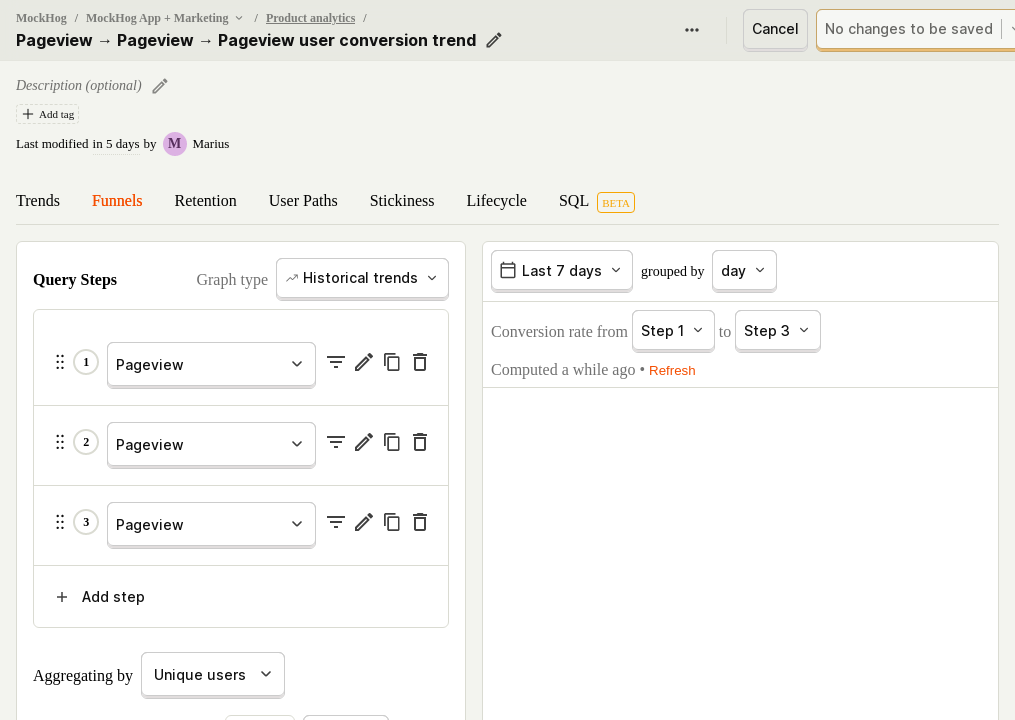 MockHog / MockHog App + Marketing / Product analytics /
Pageview → Pageview → Pageview user conversion trend
Cancel
No changes to be saved
Description (optional)
Add tag
Last modified in 5 days by M Marius
Trends Funnels Retention User Paths Stickiness Lifecycle SQL BETA
Query Steps
Graph type Historical trends
1 Pageview
2 Pageview
3 Pageview
Add step
Aggregating by Unique users
Last 7 days grouped by day
Conversion rate from Step 1 to Step 3
Computed a while ago • Refresh